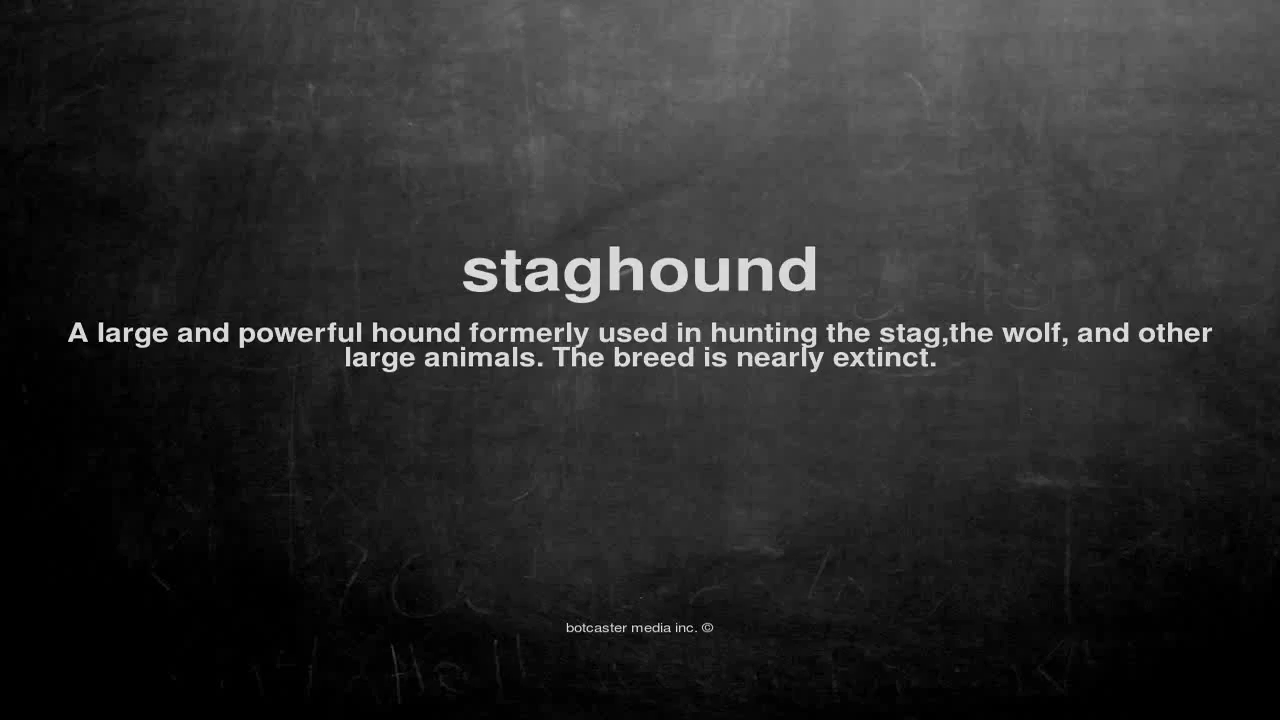 staghound
A large and powerful hound formerly used in hunting the stag,the wolf, and other
large animals. The breed is nearly extinct.
botcaster media inc. ©